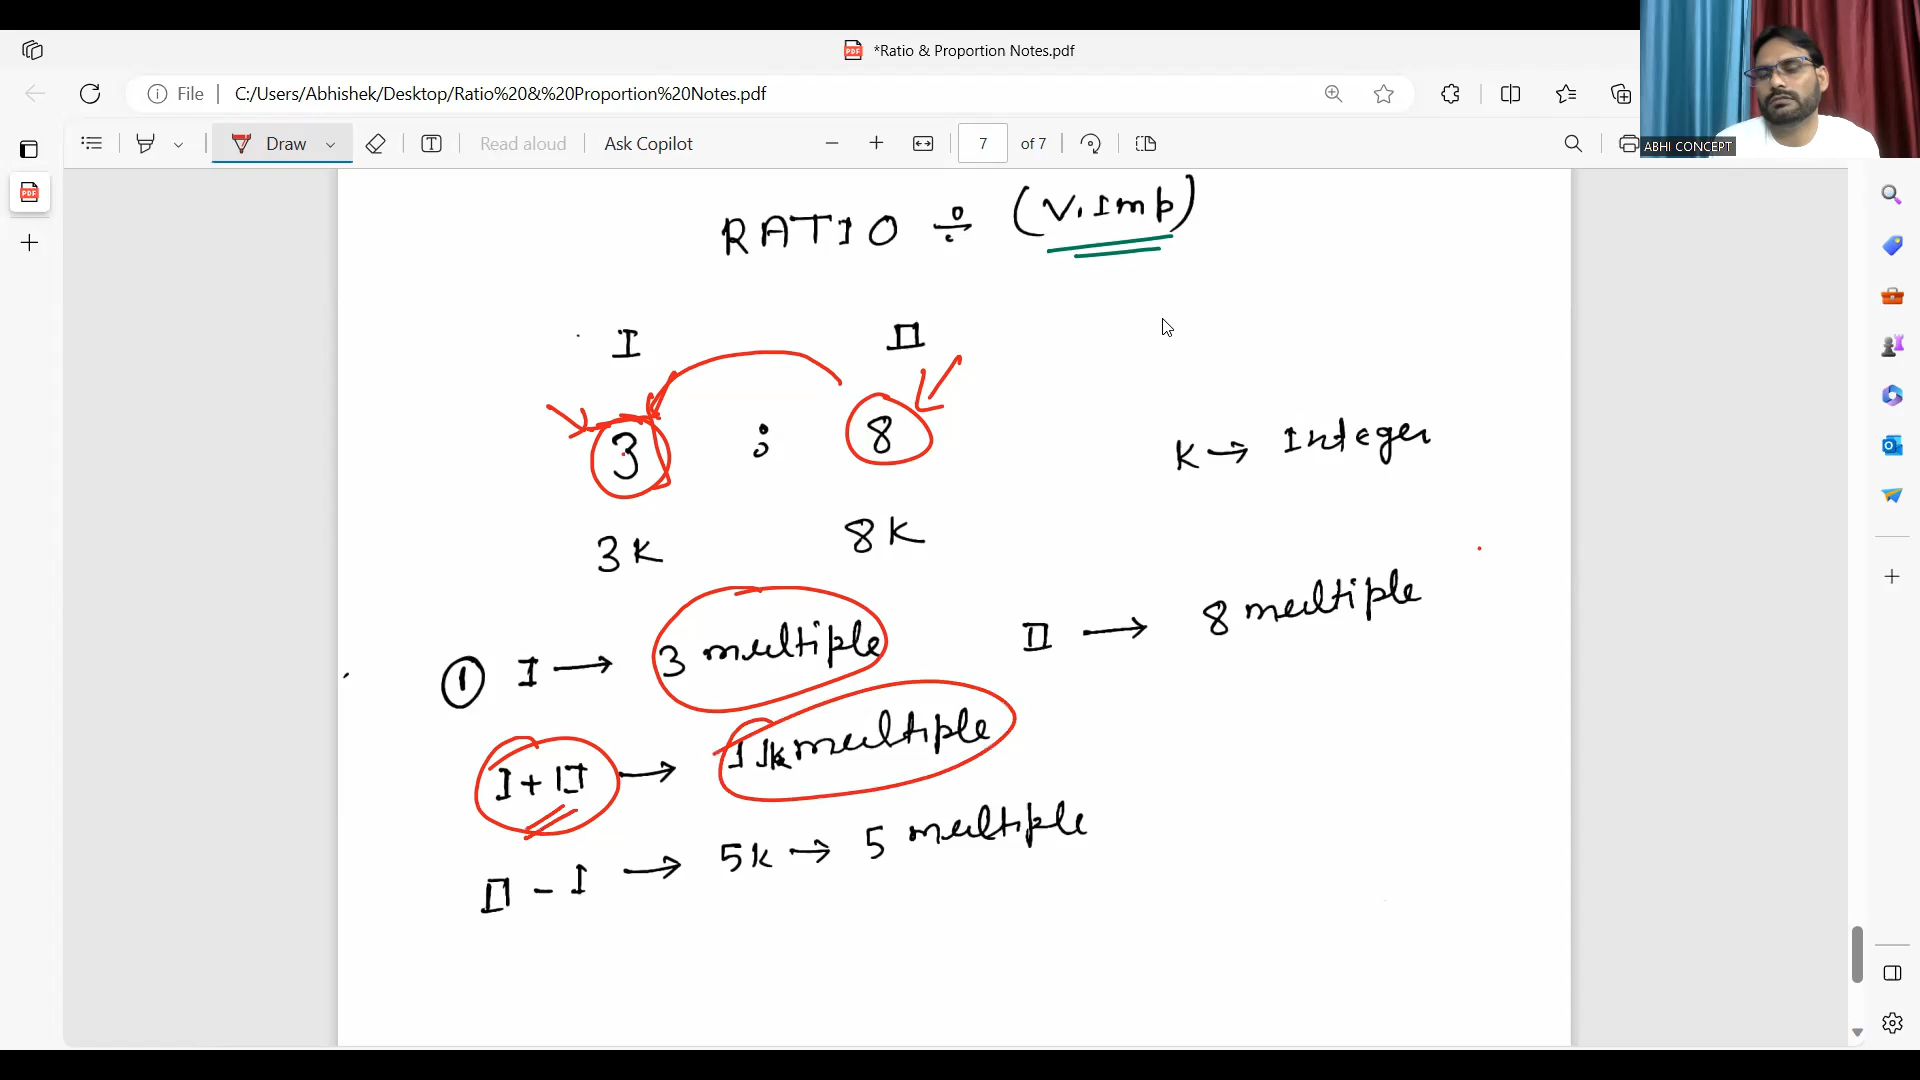 *Ratio & Proportion Notes.pdf
File
C:/Users/Abhishek/Desktop/Ratio%20&%20Proportion%20Notes.pdf
Draw
Read aloud
Ask Copilot
7 of 7
ABHI CONCEPT
RATIO ÷ (V.Imp)
I II
3 : 8
K → Integer
3K 8K
① I → 3 multiple II → 8 multiple
I + II → 11k multiple
II - I → 5K → 5 multiple